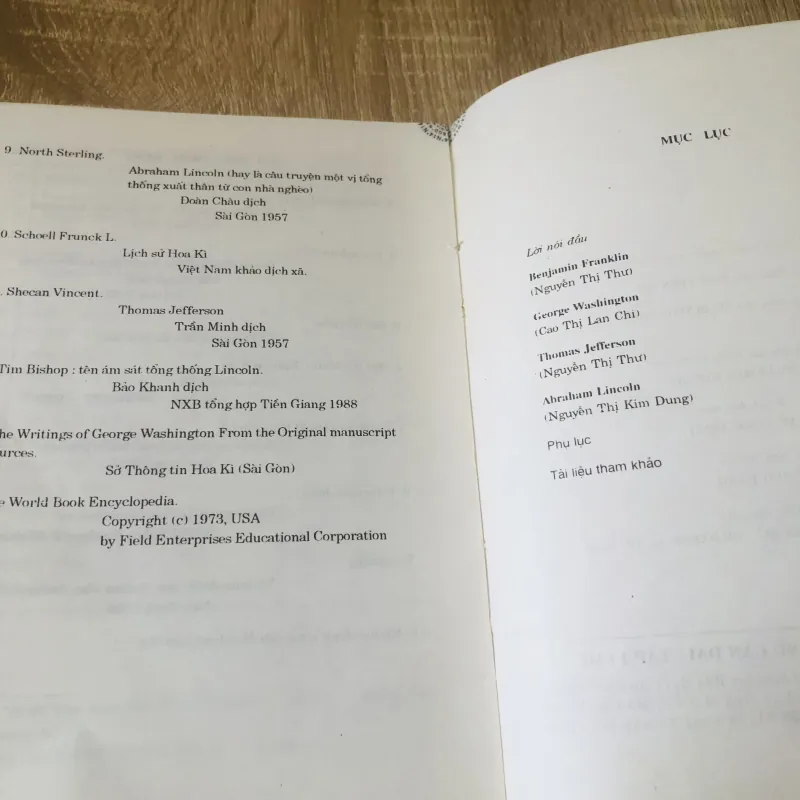 9 North Sterling.
Abraham Lincoln (hay là câu truyện một vị tổng
thống xuất thân từ con nhà nghèo)
Đoàn Châu dịch
Sài Gòn 1957
0. Schoell Frunck L.
Lịch sử Hoa Kì
Việt Nam khảo dịch xã.
. Shecan Vincent.
Thomas Jefferson
Trần Minh dịch
Sài Gòn 1957
Tim Bishop : tên ám sát tổng thống Lincoln.
Bảo Khanh dịch
NXB tổng hợp Tiền Giang 1988
he Writings of George Washington From the Original manuscript
urces.
Sở Thông tin Hoa Kì (Sài Gòn)
e World Book Encyclopedia.
Copyright (c) 1973, USA
by Field Enterprises Educational Corporation
MỤC LỤC
Lời nói đầu
Benjamin Franklin
(Nguyễn Thị Thư)
George Washington
(Cao Thị Lan Chi)
Thomas Jefferson
(Nguyễn Thị Thư)
Abraham Lincoln
(Nguyễn Thị Kim Dung)
Phụ lục
Tài liệu tham khảo